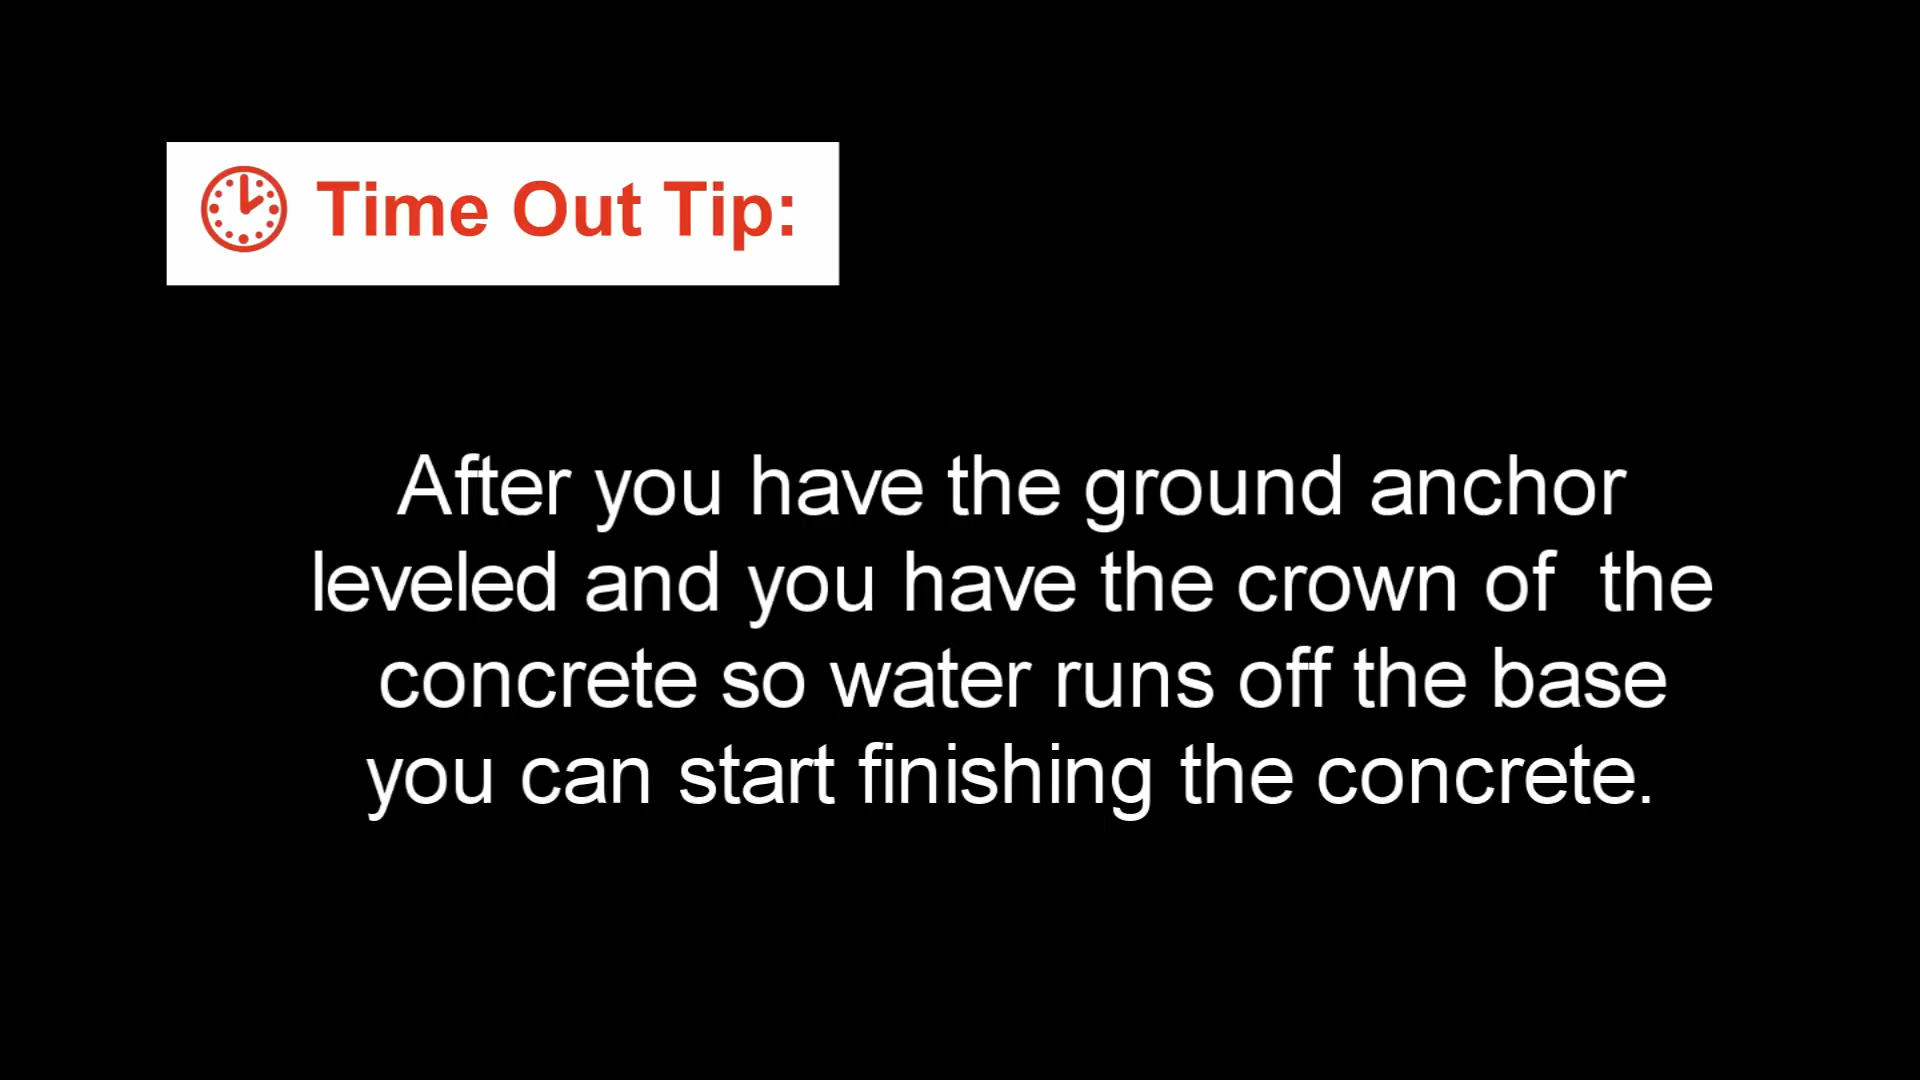 Time Out Tip:
After you have the ground anchor
leveled and you have the crown of  the
concrete so water runs off the base
you can start finishing the concrete.